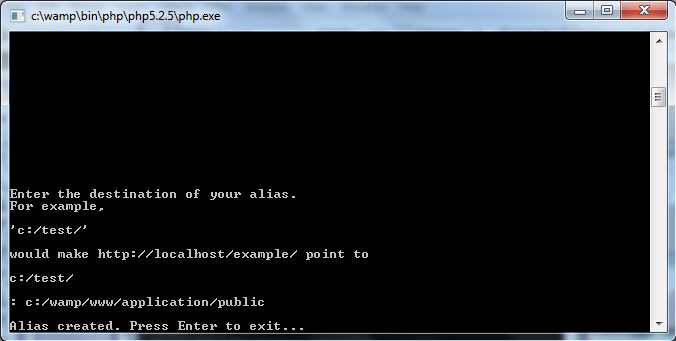 c:\wamp\bin\php\php5.2.5\php.exe
Enter the destination of your alias.
For example,
'c:/test/'
would make http://localhost/example/ point to
c:/test/
: c:/wamp/www/application/public
Alias created. Press Enter to exit...